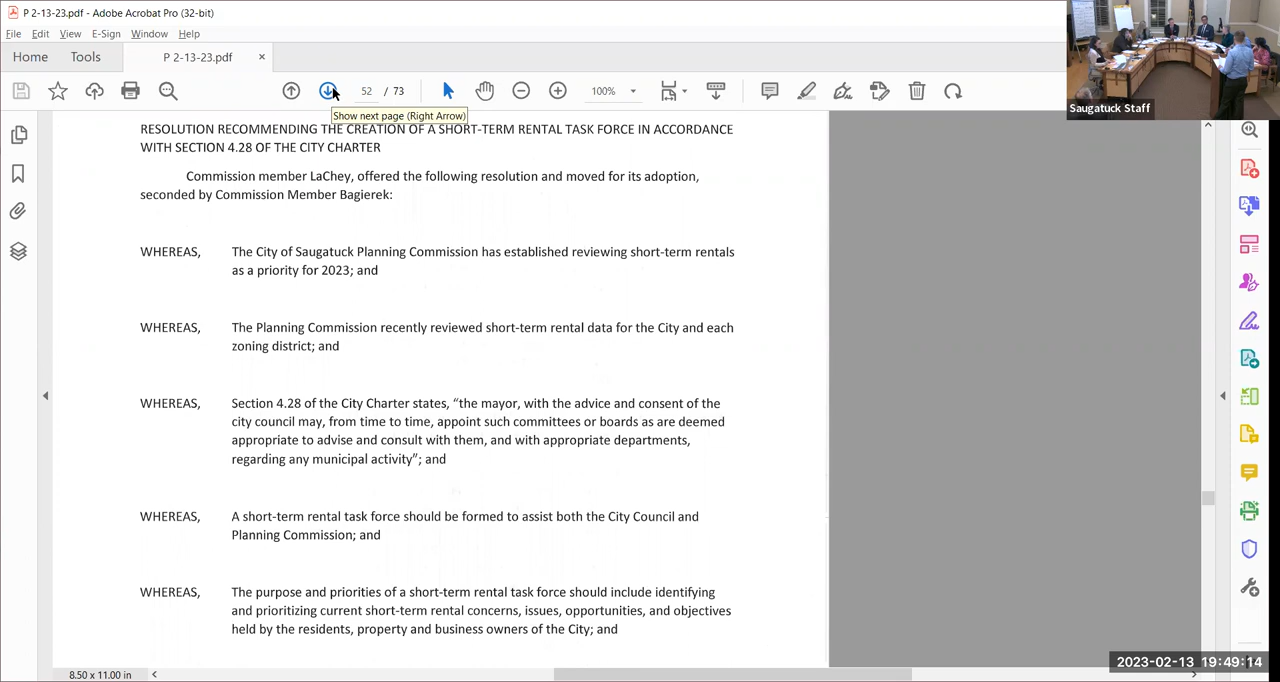 P 2-13-23.pdf - Adobe Acrobat Pro (32-bit)
File Edit View E-Sign Window Help
Home Tools P 2-13-23.pdf ×
52 / 73 100%
Show next page (Right Arrow)
Saugatuck Staff
RESOLUTION RECOMMENDING THE CREATION OF A SHORT-TERM RENTAL TASK FORCE IN ACCORDANCE
WITH SECTION 4.28 OF THE CITY CHARTER
Commission member LaChey, offered the following resolution and moved for its adoption,
seconded by Commission Member Bagierek:
WHEREAS, The City of Saugatuck Planning Commission has established reviewing short-term rentals
as a priority for 2023; and
WHEREAS, The Planning Commission recently reviewed short-term rental data for the City and each
zoning district; and
WHEREAS, Section 4.28 of the City Charter states, “the mayor, with the advice and consent of the
city council may, from time to time, appoint such committees or boards as are deemed
appropriate to advise and consult with them, and with appropriate departments,
regarding any municipal activity”; and
WHEREAS, A short-term rental task force should be formed to assist both the City Council and
Planning Commission; and
WHEREAS, The purpose and priorities of a short-term rental task force should include identifying
and prioritizing current short-term rental concerns, issues, opportunities, and objectives
held by the residents, property and business owners of the City; and
8.50 x 11.00 in
2023-02-13 19:49:14